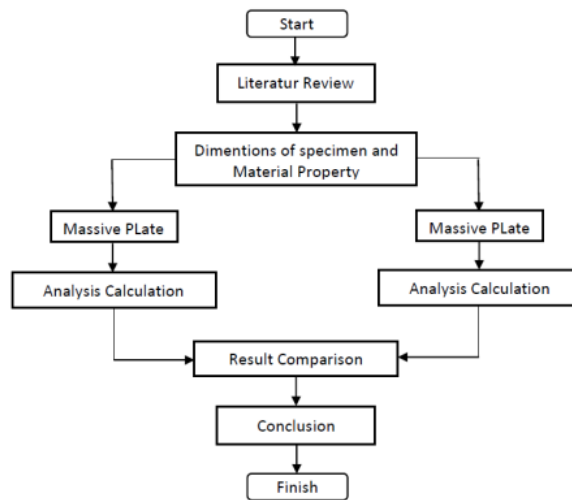 Start
Literatur Review
Dimentions of specimen and
Material Property
Massive PLate
Massive PLate
Analysis Calculation
Analysis Calculation
Result Comparison
Conclusion
Finish